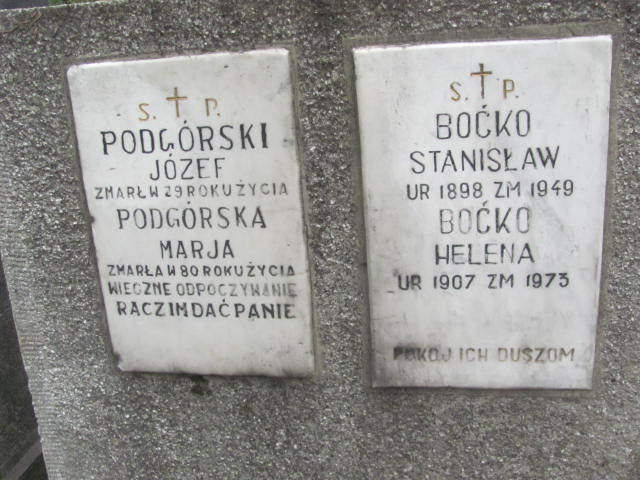 S. † P.
PODGÓRSKI
JÓZEF
ZMARŁ W 79 ROKU ŻYCIA
PODGÓRSKA
MARJA
ZMARŁA W 80 ROKU ŻYCIA
WIECZNE ODPOCZYWANIE
RACZ IM DAĆ PANIE
S. † P.
BOĆKO
STANISŁAW
UR 1898 ZM 1949
BOĆKO
HELENA
UR 1907 ZM 1973
POKOJ ICH DUSZOM